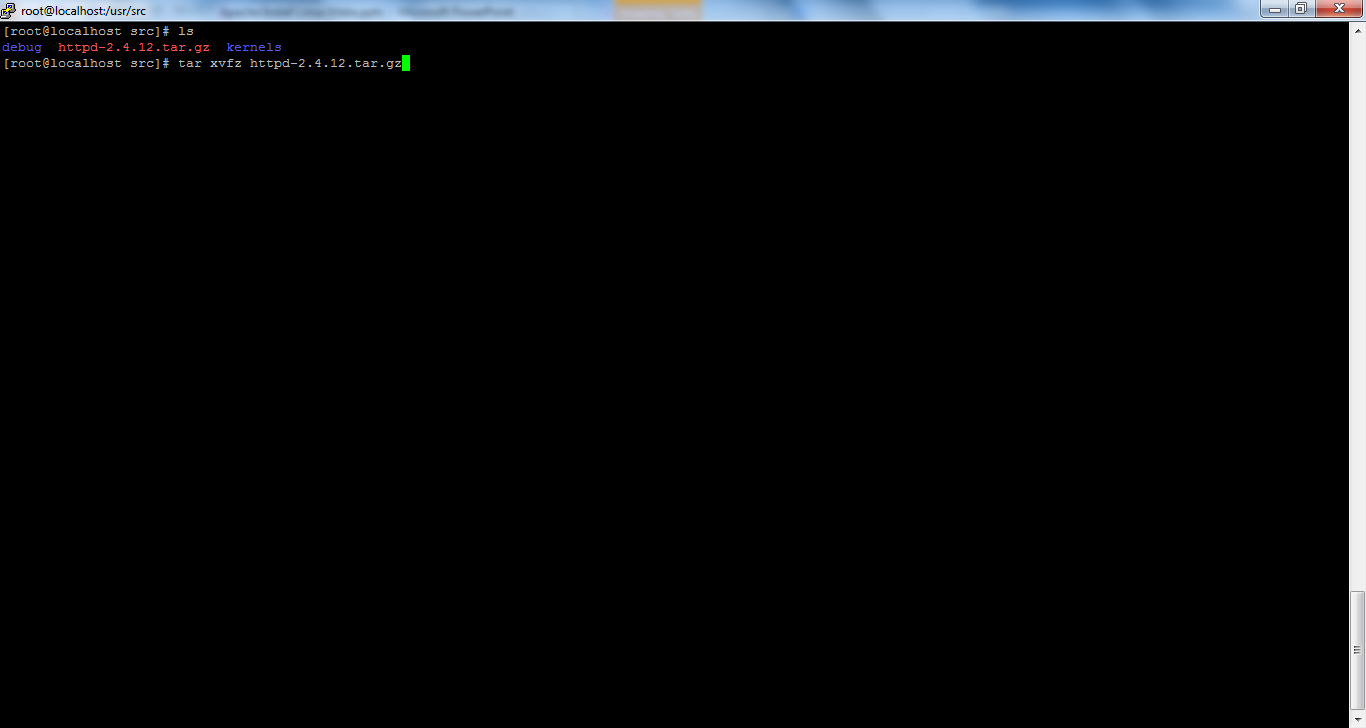 root@localhost:/usr/src
[root@localhost src]# ls
debug  httpd-2.4.12.tar.gz  kernels
[root@localhost src]# tar xvfz httpd-2.4.12.tar.gz